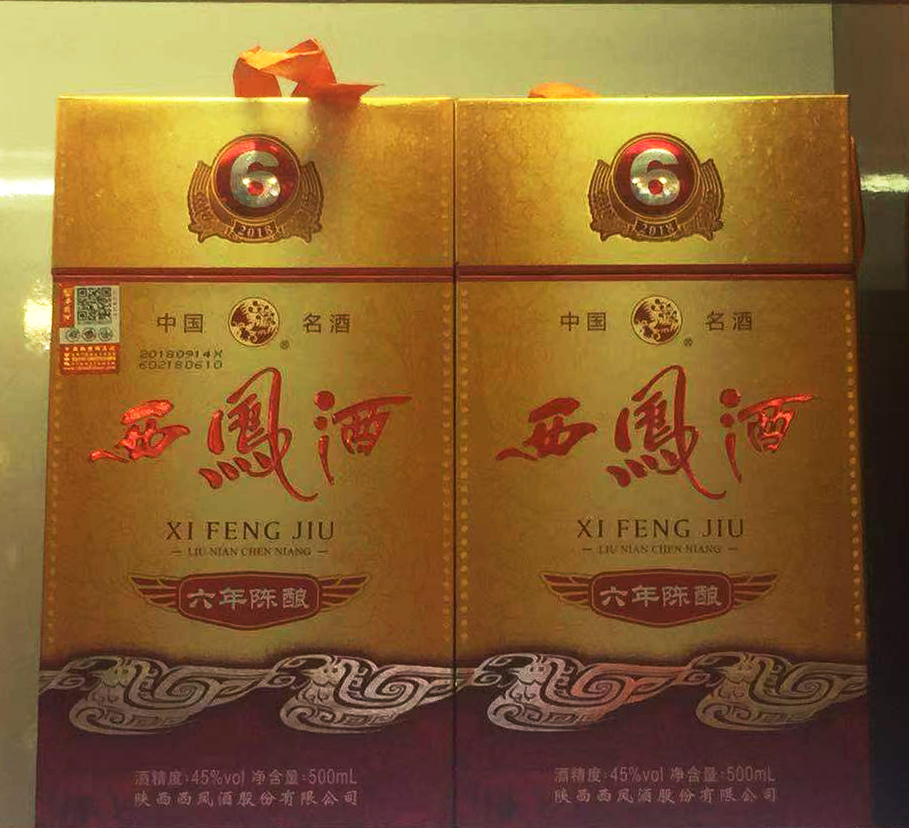 6
2018
中国 名酒
®
20180914X
602180610
西鳳酒
XI FENG JIU
LIU NIAN CHEN NIANG
六年陈酿
酒精度:45%vol 净含量:500mL
陕西西凤酒股份有限公司
6
2018
中国 名酒
®
西鳳酒
XI FENG JIU
LIU NIAN CHEN NIANG
六年陈酿
酒精度:45%vol 净含量:500mL
陕西西凤酒股份有限公司